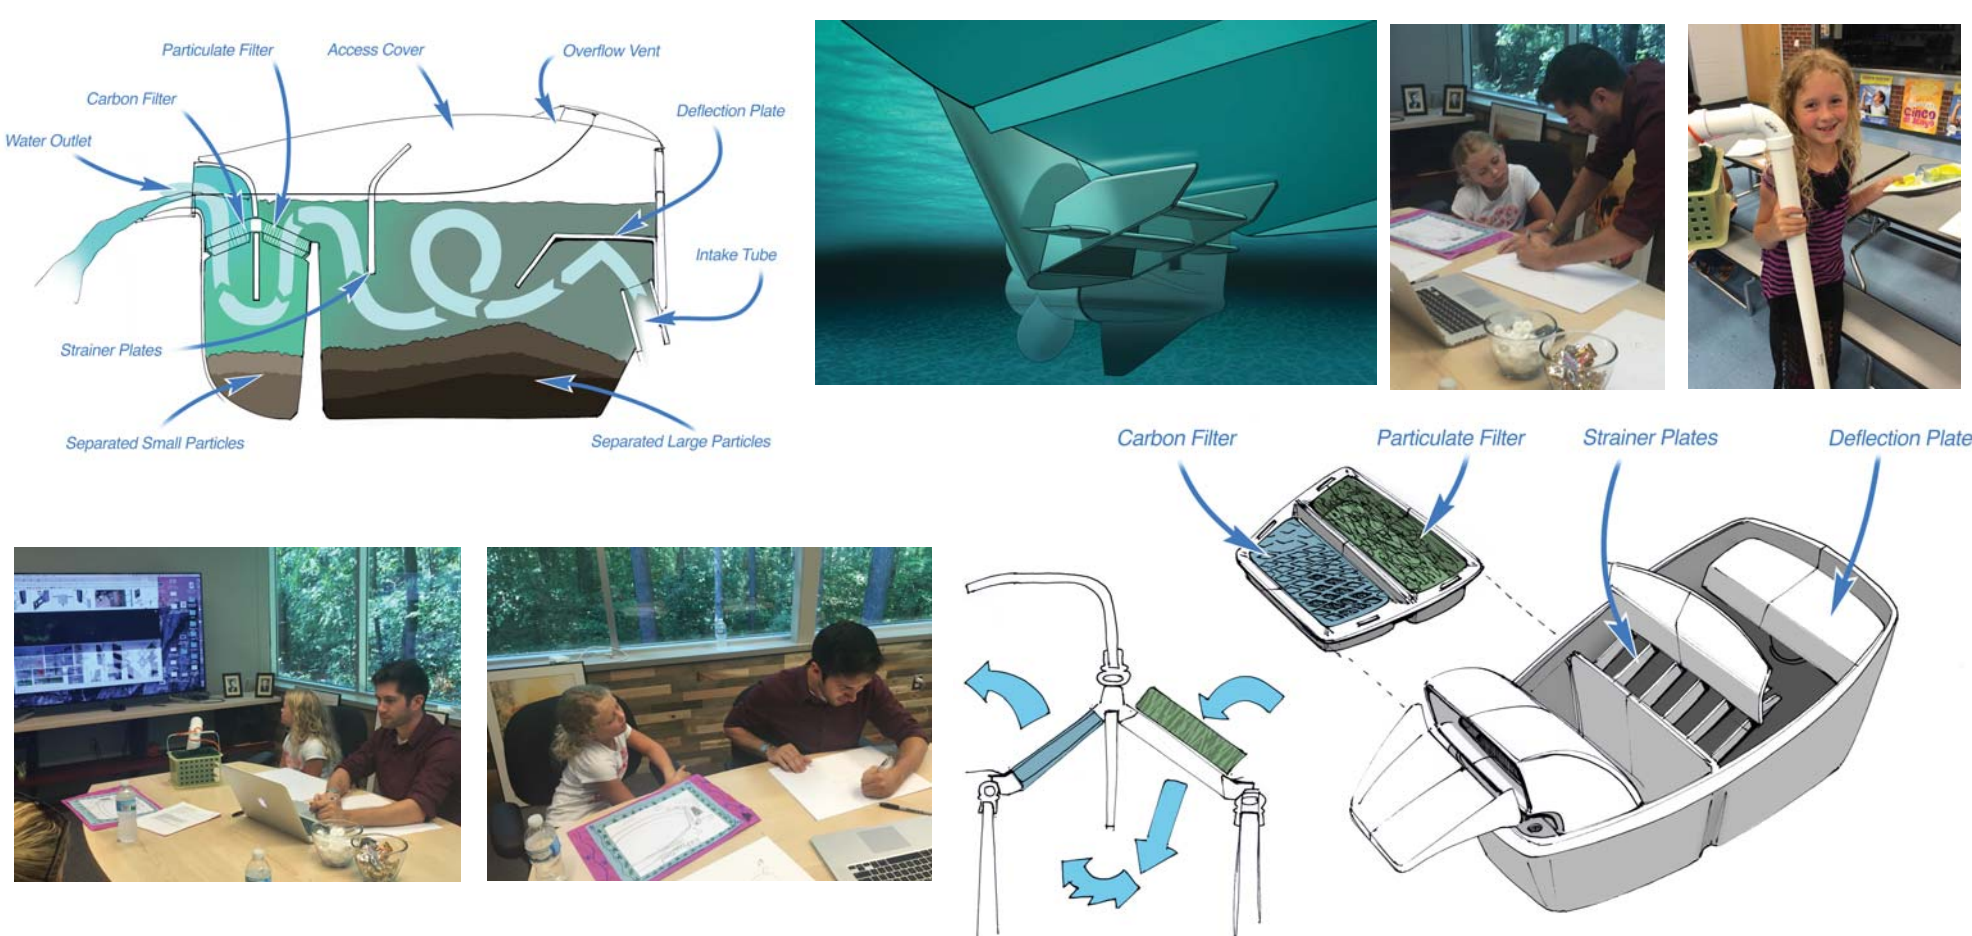 Particulate Filter
Access Cover
Overflow Vent
Carbon Filter
Deflection Plate
Water Outlet
Intake Tube
Strainer Plates
Separated Small Particles
Separated Large Particles
Cinco
Carbon Filter
Particulate Filter
Strainer Plates
Deflection Plate